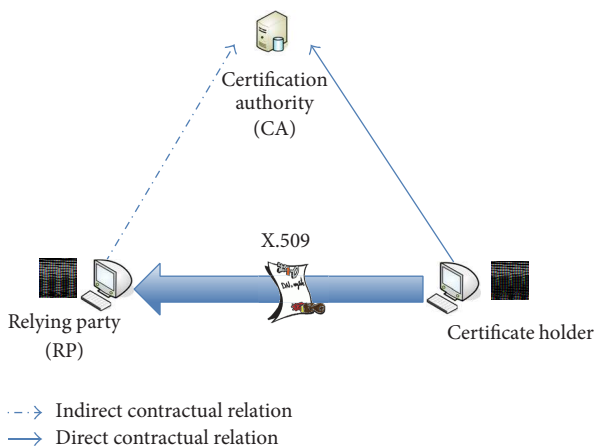 Certification
authority
(CA)
X.509
Relying party
(RP)
Certificate holder
Indirect contractual relation
Direct contractual relation